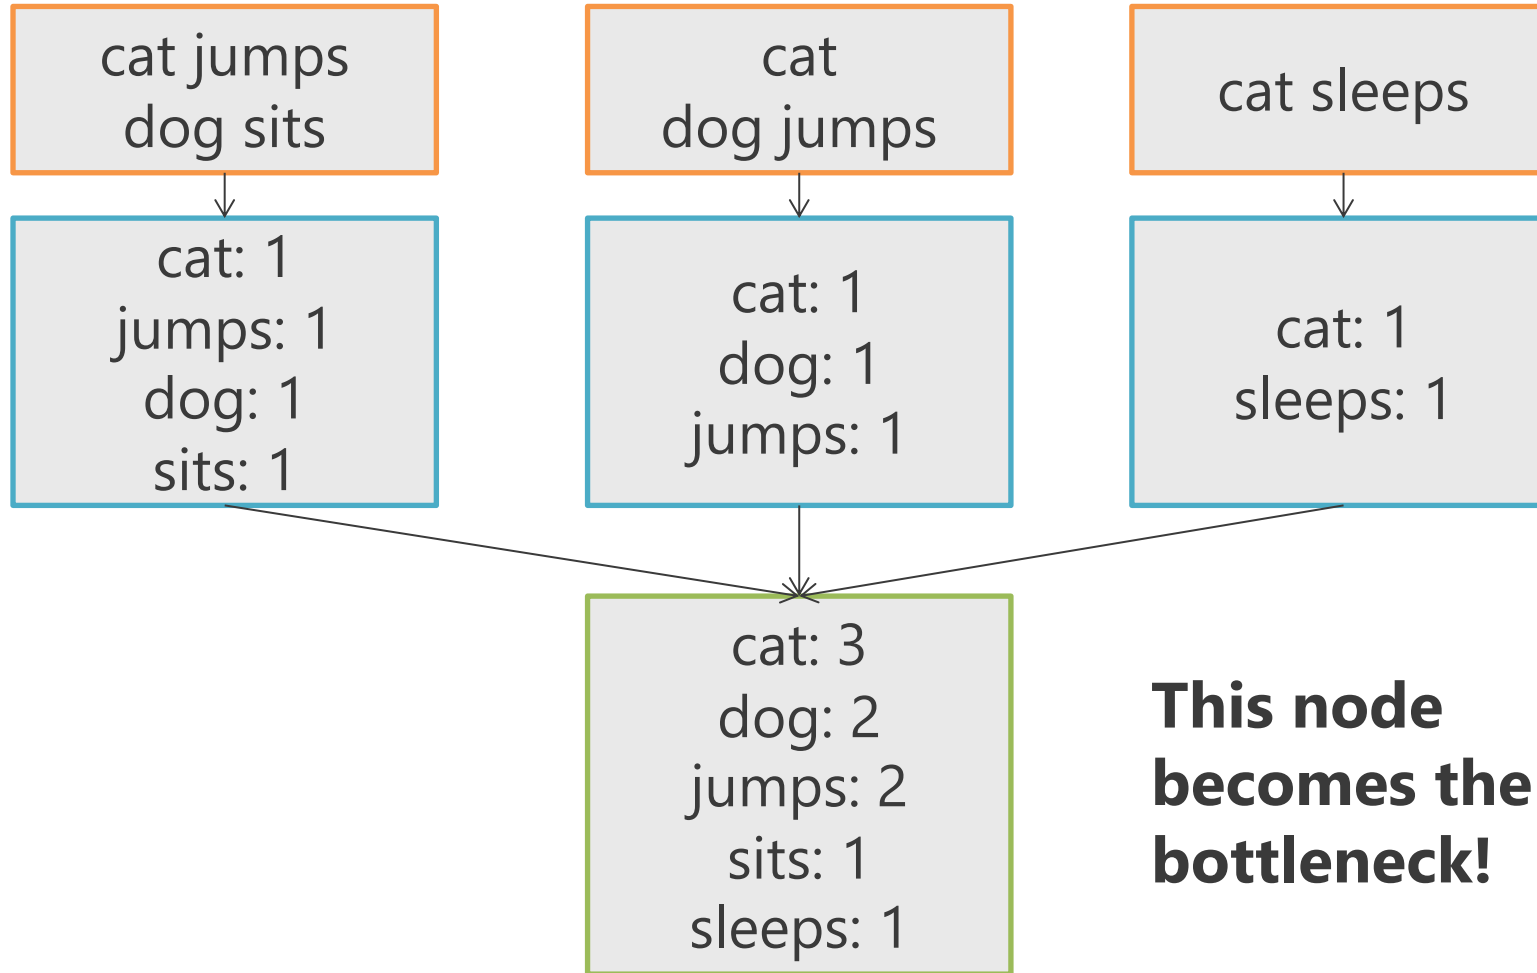 cat jumps
dog sits
cat
dog jumps
cat sleeps
cat: 1
jumps: 1
dog: 1
sits: 1
cat: 1
dog: 1
jumps: 1
cat: 1
sleeps: 1
cat: 3
dog: 2
jumps: 2
sits: 1
sleeps: 1
This node
becomes the
bottleneck!